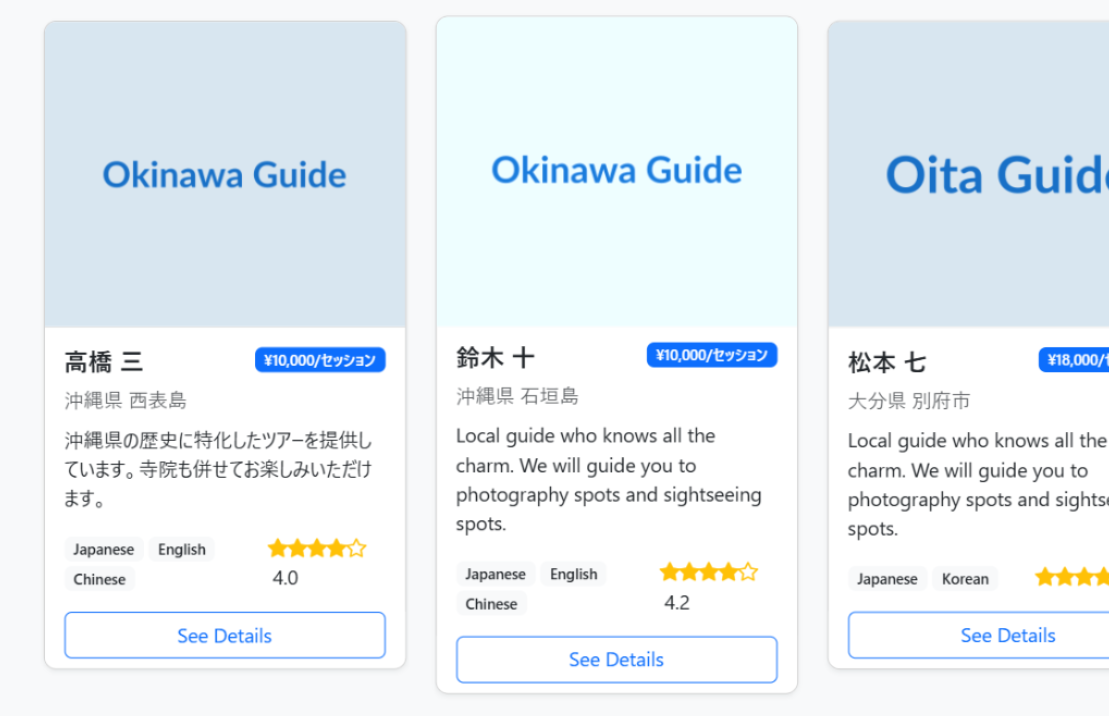 Okinawa Guide
高橋 三
¥10,000/セッション
沖縄県 西表島
沖縄県の歴史に特化したツアーを提供し
ています。寺院も併せてお楽しみいただけ
ます。
Japanese English
Chinese
4.0
See Details
Okinawa Guide
鈴木 十
¥10,000/セッション
沖縄県 石垣島
Local guide who knows all the
charm. We will guide you to
photography spots and sightseeing
spots.
Japanese English
Chinese
4.2
See Details
Oita Guid
松本 七
¥18,000/
大分県 別府市
Local guide who knows all the
charm. We will guide you to
photography spots and sights
spots.
Japanese Korean
See Details